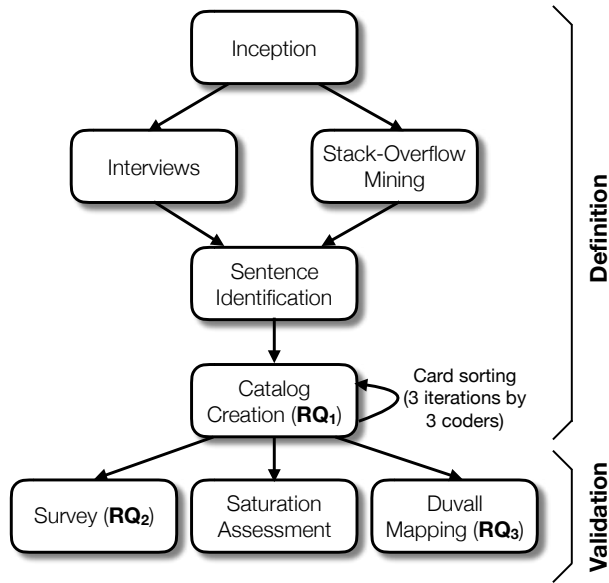 Inception
Interviews
Stack-Overflow
Mining
Sentence
Identification
Catalog
Creation (RQ₁)
Card sorting
(3 iterations by
3 coders)
Definition
Survey (RQ₂)
Saturation
Assessment
Duvall
Mapping (RQ₃)
Validation